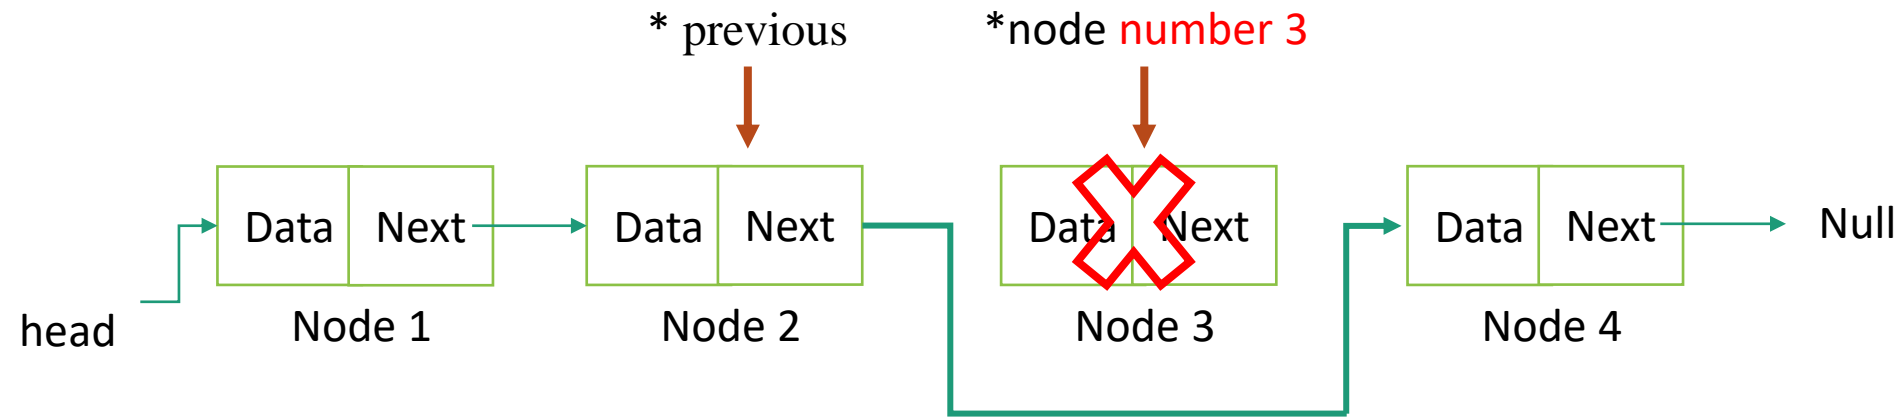 * previous
*node number 3
Data Next
Data Next
Data Next
Data Next
Null
head
Node 1
Node 2
Node 3
Node 4